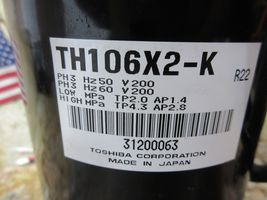 TH106X2-K
R22
PH3 Hz50 V200
PH3 Hz60 V200
LOW MPa TP2.0 AP1.4
HIGH MPa TP4.3 AP2.8
31200063
TOSHIBA CORPORATION
MADE IN JAPAN